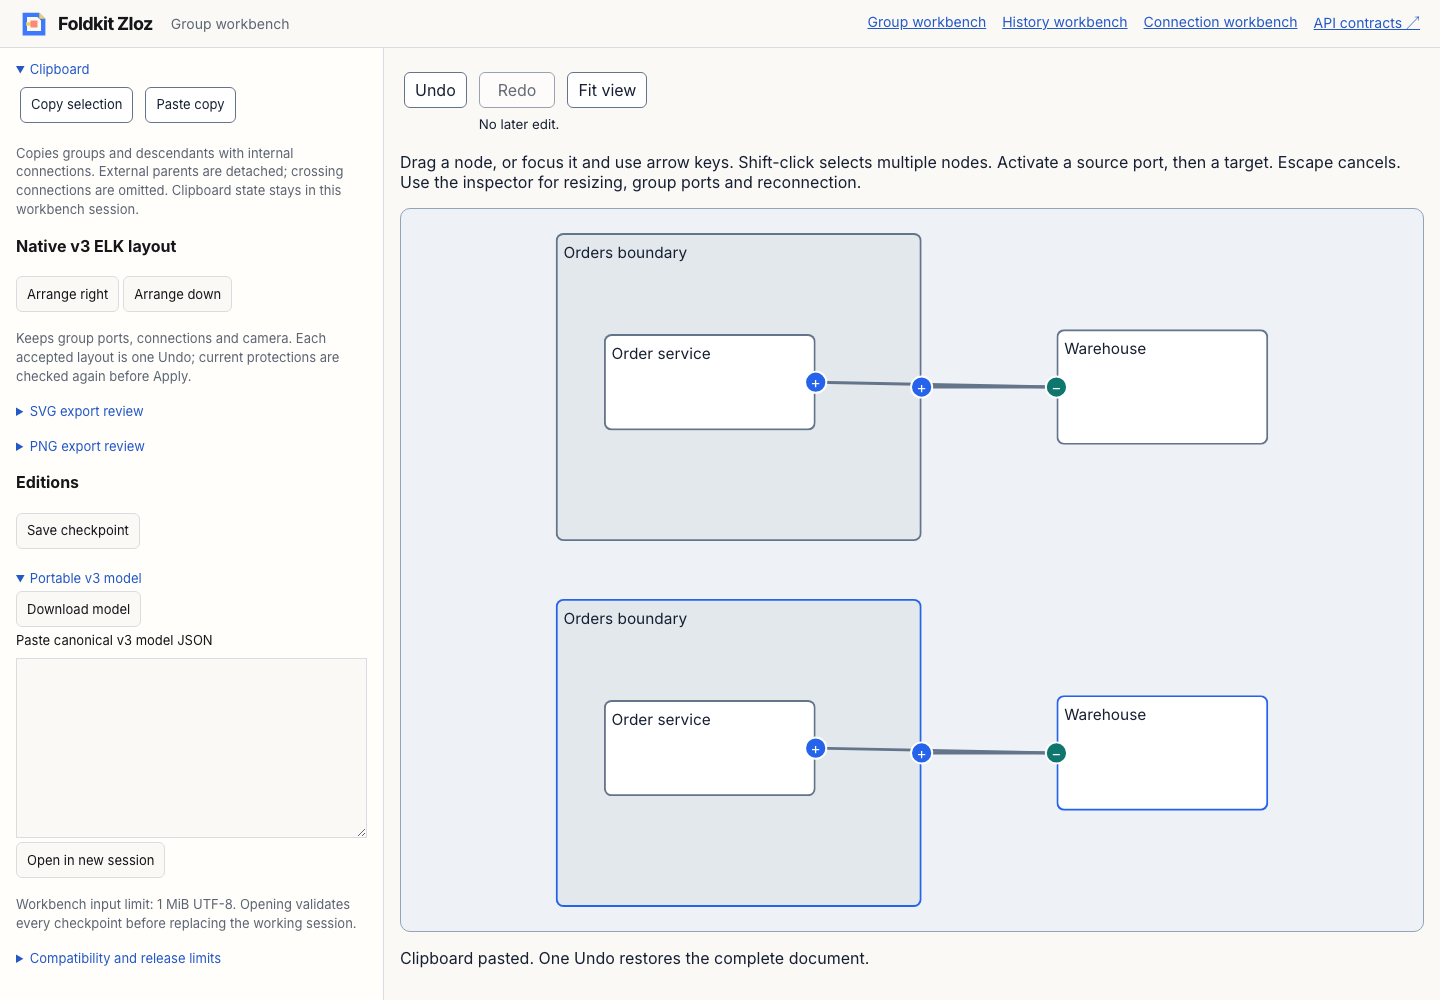 Foldkit Zloz
Group workbench
Group workbench
History workbench
Connection workbench
API contracts ↗
▼ Clipboard
Copy selection
Paste copy
Copies groups and descendants with internal
connections. External parents are detached; crossing
connections are omitted. Clipboard state stays in this
workbench session.
Native v3 ELK layout
Arrange right
Arrange down
Keeps group ports, connections and camera. Each
accepted layout is one Undo; current protections are
checked again before Apply.
▶ SVG export review
▶ PNG export review
Editions
Save checkpoint
▼ Portable v3 model
Download model
Paste canonical v3 model JSON
Open in new session
Workbench input limit: 1 MiB UTF-8. Opening validates
every checkpoint before replacing the working session.
▶ Compatibility and release limits
Undo
Redo
Fit view
No later edit.
Drag a node, or focus it and use arrow keys. Shift-click selects multiple nodes. Activate a source port, then a target. Escape cancels.
Use the inspector for resizing, group ports and reconnection.
Orders boundary
Order service
+
+
−
Warehouse
Orders boundary
Order service
+
+
−
Warehouse
Clipboard pasted. One Undo restores the complete document.